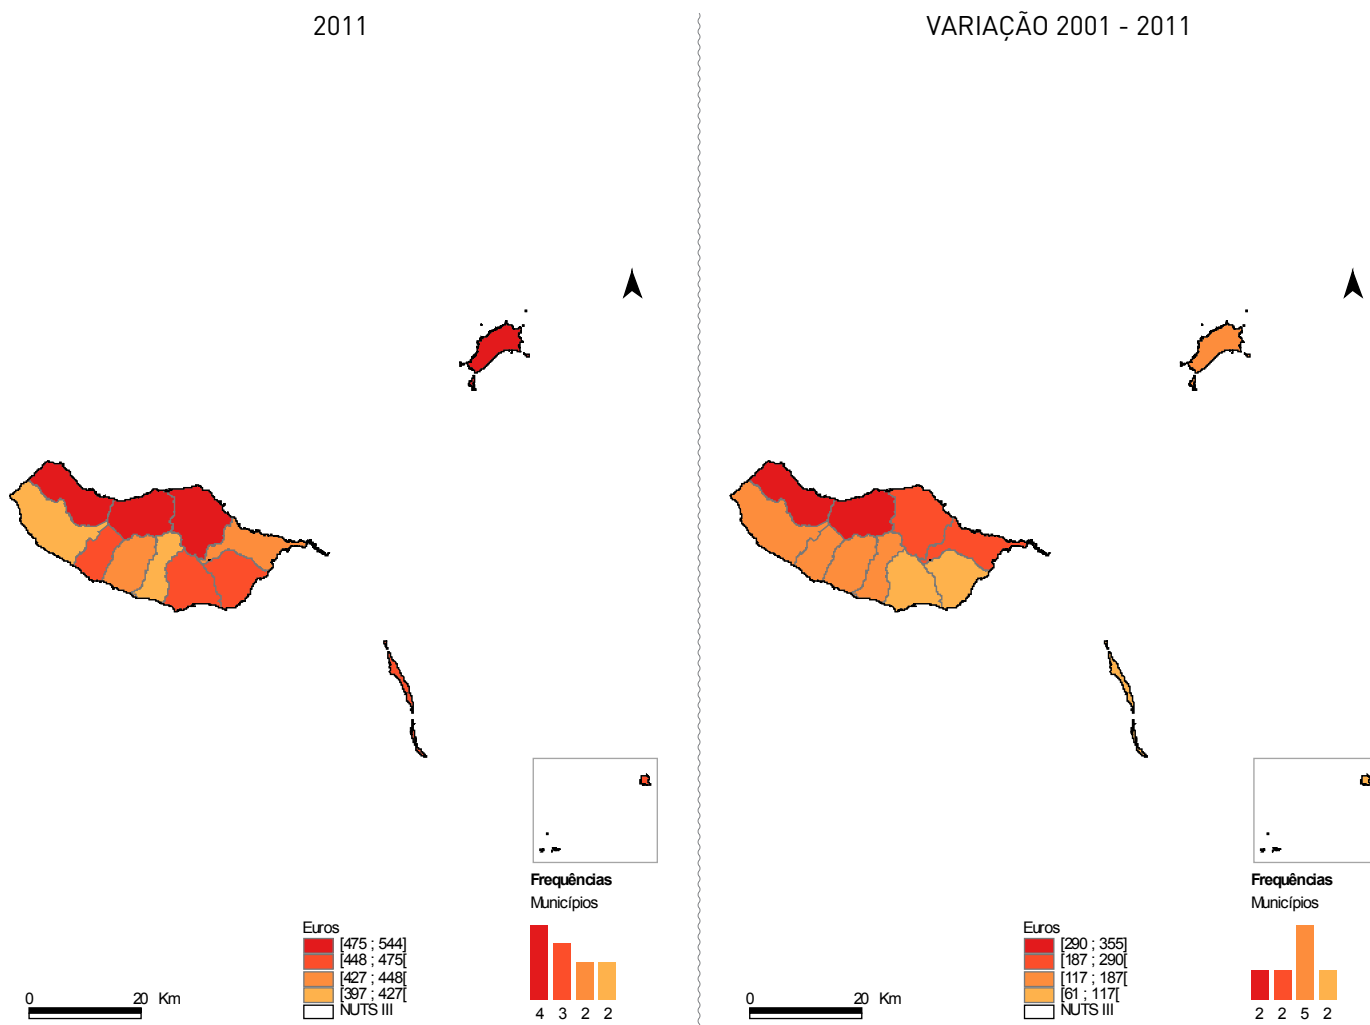 2011
VARIAÇÃO 2001 - 2011
Frequências
Municípios
Euros
[475 ; 544]
[448 ; 475[
[427 ; 448[
[397 ; 427[
NUTS III
0 20 Km
4 3 2 2
Frequências
Municípios
Euros
[290 ; 355]
[187 ; 290[
[117 ; 187[
[61 ; 117[
NUTS III
0 20 Km
2 2 5 2